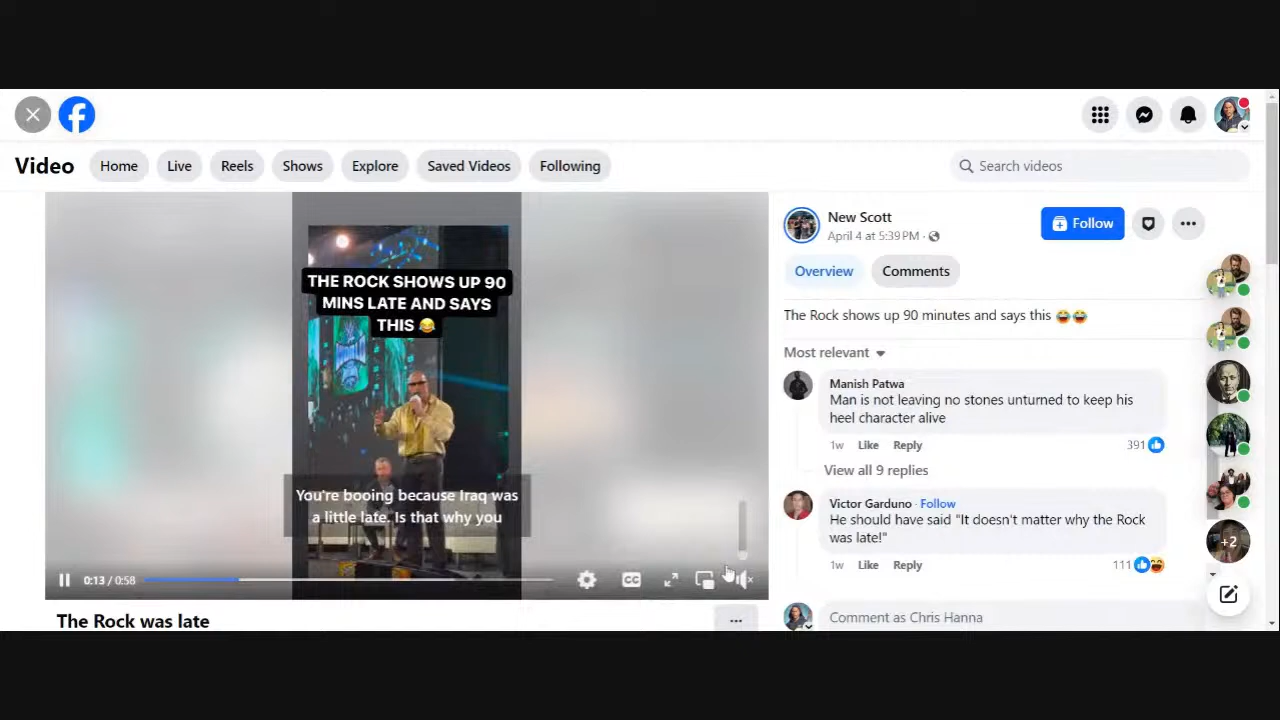 Video
Home
Live
Reels
Shows
Explore
Saved Videos
Following
Search videos
THE ROCK SHOWS UP 90
MINS LATE AND SAYS
THIS 😂
You're booing because Iraq was
a little late. Is that why you
0:13 / 0:58
CC
The Rock was late
New Scott
April 4 at 5:39 PM ·
Follow
Overview
Comments
The Rock shows up 90 minutes and says this 😂😂
Most relevant
Manish Patwa
Man is not leaving no stones unturned to keep his
heel character alive
1w Like Reply 391
View all 9 replies
Victor Garduno · Follow
He should have said "It doesn't matter why the Rock
was late!"
1w Like Reply 111
Comment as Chris Hanna
+2